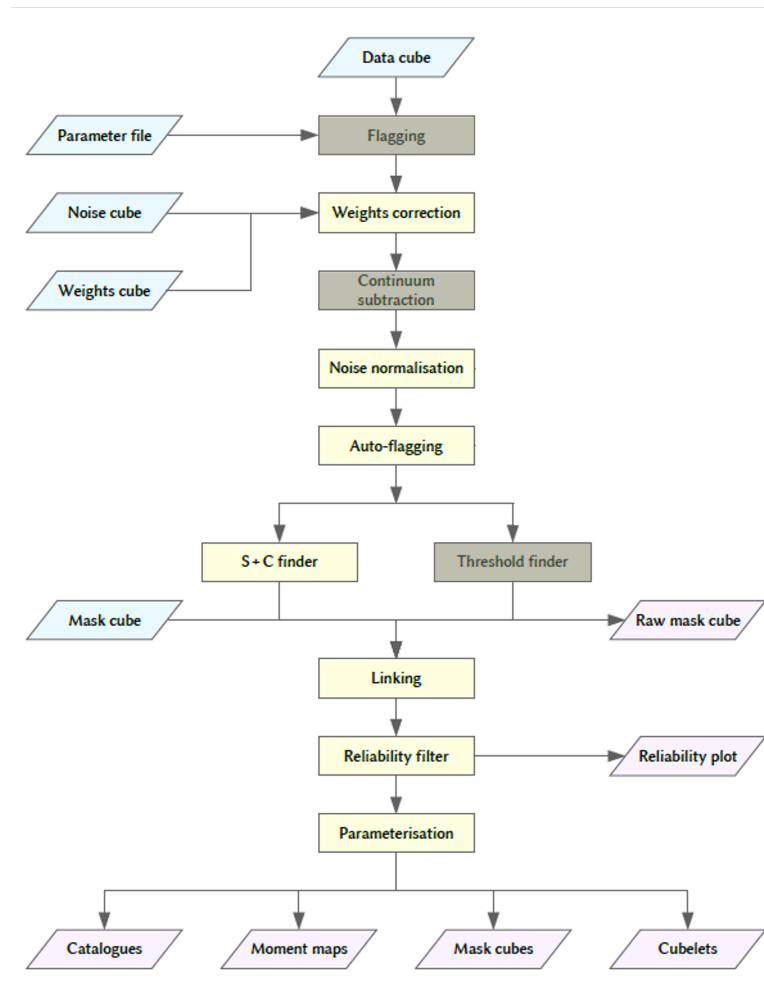 Data cube
Parameter file
Flagging
Noise cube
Weights correction
Weights cube
Continuum
subtraction
Noise normalisation
Auto-flagging
S + C finder
Threshold finder
Mask cube
Raw mask cube
Linking
Reliability filter
Reliability plot
Parameterisation
Catalogues
Moment maps
Mask cubes
Cubelets